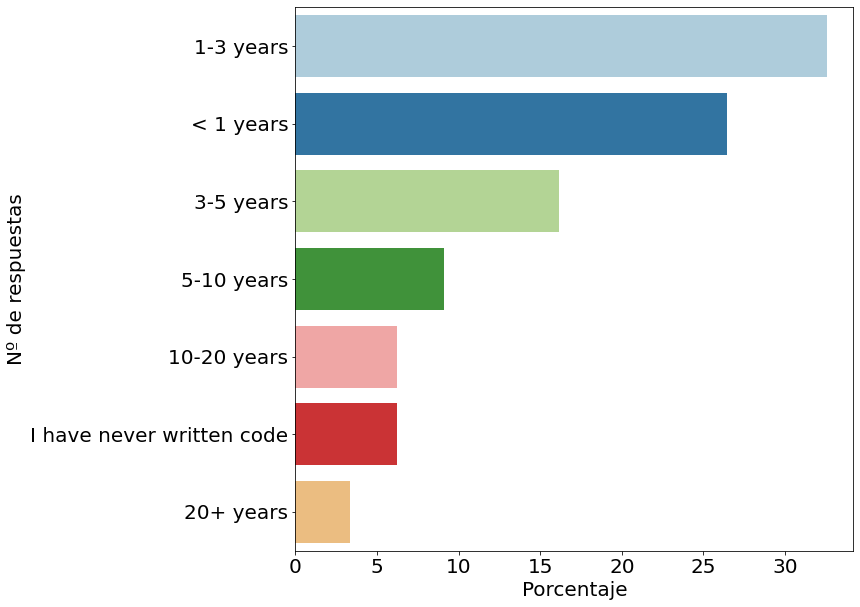 1-3 years
< 1 years
3-5 years
5-10 years
10-20 years
I have never written code
20+ years
Nº de respuestas
0 5 10 15 20 25 30
Porcentaje